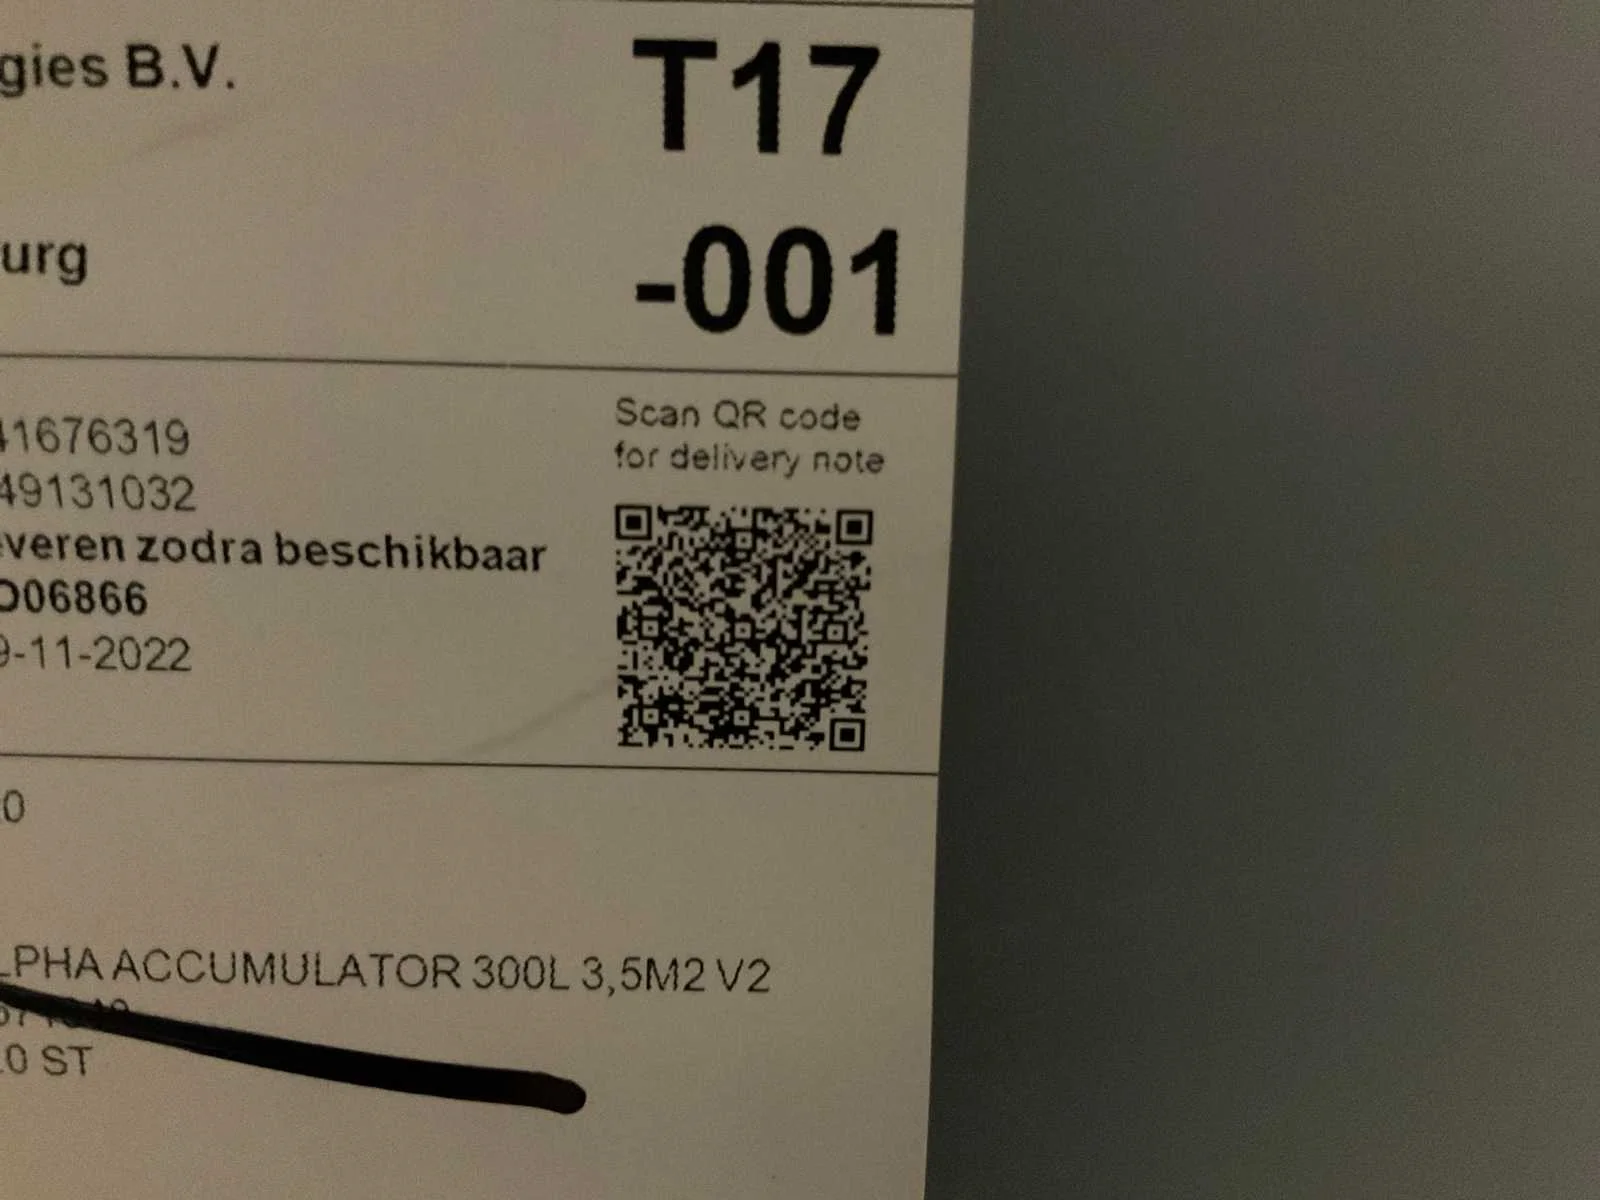 gies B.V.
T17
urg
-001
Scan QR code
for delivery note
41676319
49131032
everen zodra beschikbaar
006866
9-11-2022
0
LPHA ACCUMULATOR 300L 3,5M2 V2
.0 ST